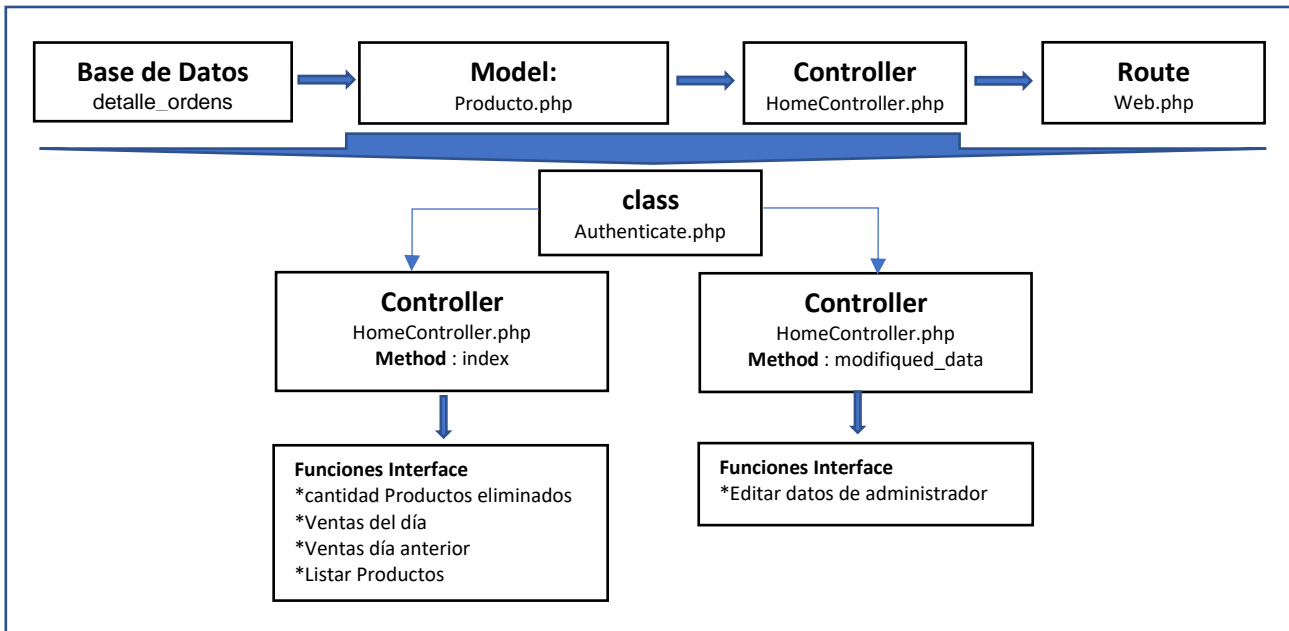 Base de Datos
detalle_ordens
Model:
Producto.php
Controller
HomeController.php
Route
Web.php
class
Authenticate.php
Controller
HomeController.php
Method : index
Controller
HomeController.php
Method : modifiqued_data
Funciones Interface
*cantidad Productos eliminados
*Ventas del día
*Ventas día anterior
*Listar Productos
Funciones Interface
*Editar datos de administrador